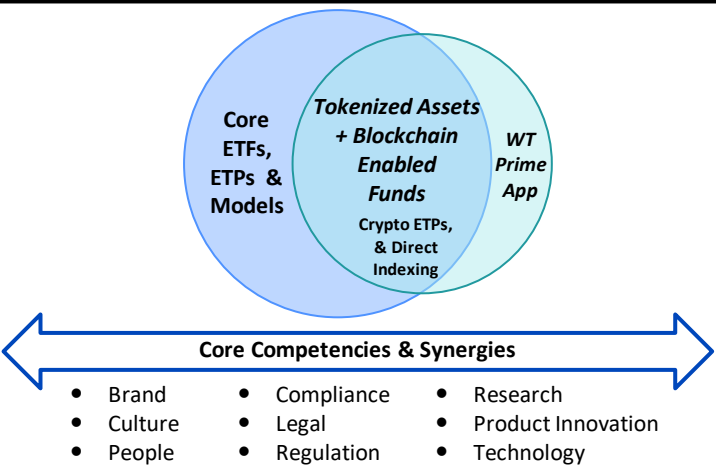 Core
ETFs,
ETPs &
Models
Tokenized Assets
+ Blockchain
Enabled
Funds
Crypto ETPs,
& Direct
Indexing
WT
Prime
App
Core Competencies & Synergies
• Brand
• Culture
• People
• Compliance
• Legal
• Regulation
• Research
• Product Innovation
• Technology